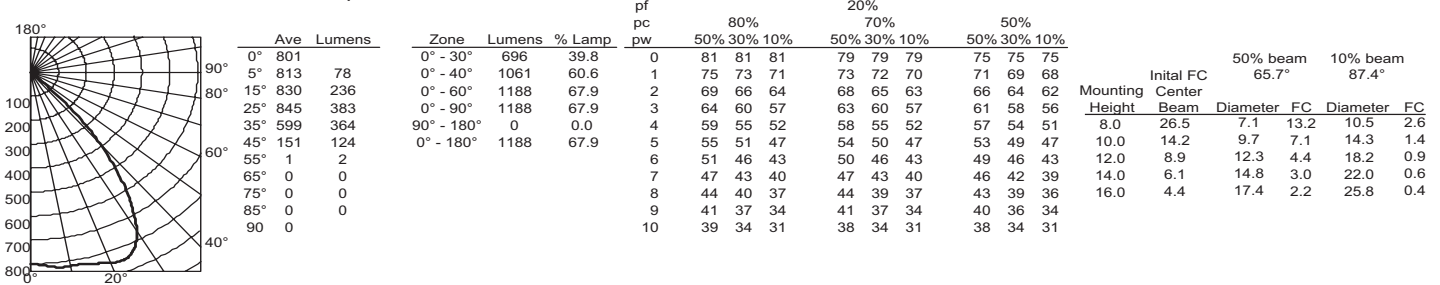 180°
90°
80°
60°
40°
20°
0°
100
200
300
400
500
600
700
800
Ave Lumens
0° 801
5° 813 78
15° 830 236
25° 845 383
35° 599 364
45° 151 124
55° 1 2
65° 0 0
75° 0 0
85° 0 0
90 0
Zone Lumens % Lamp
0° - 30° 696 39.8
0° - 40° 1061 60.6
0° - 60° 1188 67.9
0° - 90° 1188 67.9
90° - 180° 0 0.0
0° - 180° 1188 67.9
pf 20%
pc 80% 70% 50%
pw 50% 30% 10% 50% 30% 10% 50% 30% 10%
0 81 81 81 79 79 79 75 75 75
1 75 73 71 73 72 70 71 69 68
2 69 66 64 68 65 63 66 64 62
3 64 60 57 63 60 57 61 58 56
4 59 55 52 58 55 52 57 54 51
5 55 51 47 54 50 47 53 49 47
6 51 46 43 50 46 43 49 46 43
7 47 43 40 47 43 40 46 42 39
8 44 40 37 44 39 37 43 39 36
9 41 37 34 41 37 34 40 36 34
10 39 34 31 38 34 31 38 34 31
50% beam 10% beam
Inital FC 65.7° 87.4°
Mounting Center
Height Beam Diameter FC Diameter FC
8.0 26.5 7.1 13.2 10.5 2.6
10.0 14.2 9.7 7.1 14.3 1.4
12.0 8.9 12.3 4.4 18.2 0.9
14.0 6.1 14.8 3.0 22.0 0.6
16.0 4.4 17.4 2.2 25.8 0.4